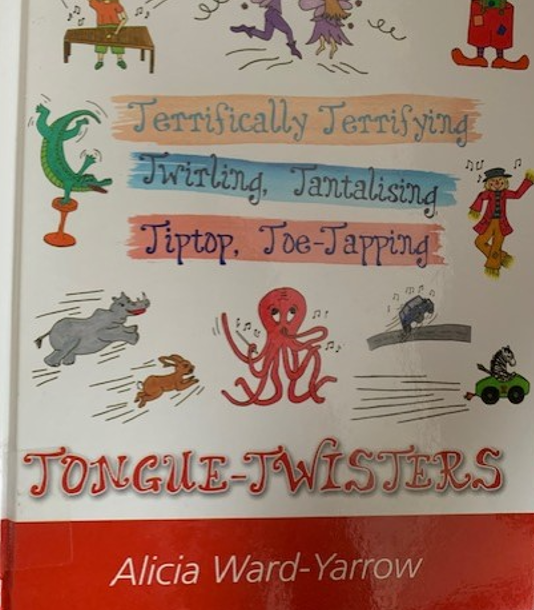 Terrifically Terrifying
Twirling, Tantalising,
Tiptop, Toe-Tapping
TONGUE-TWISTERS
Alicia Ward-Yarrow